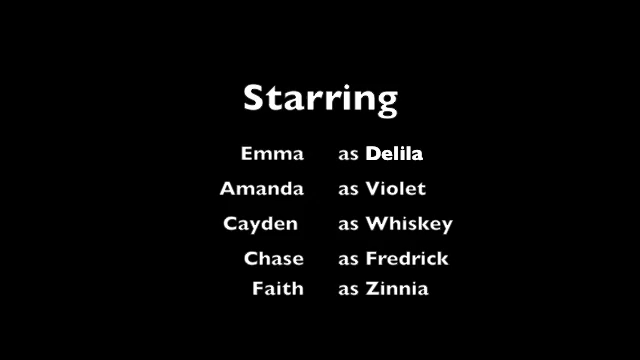 Starring
Emma as Delila
Amanda as Violet
Cayden as Whiskey
Chase as Fredrick
Faith as Zinnia